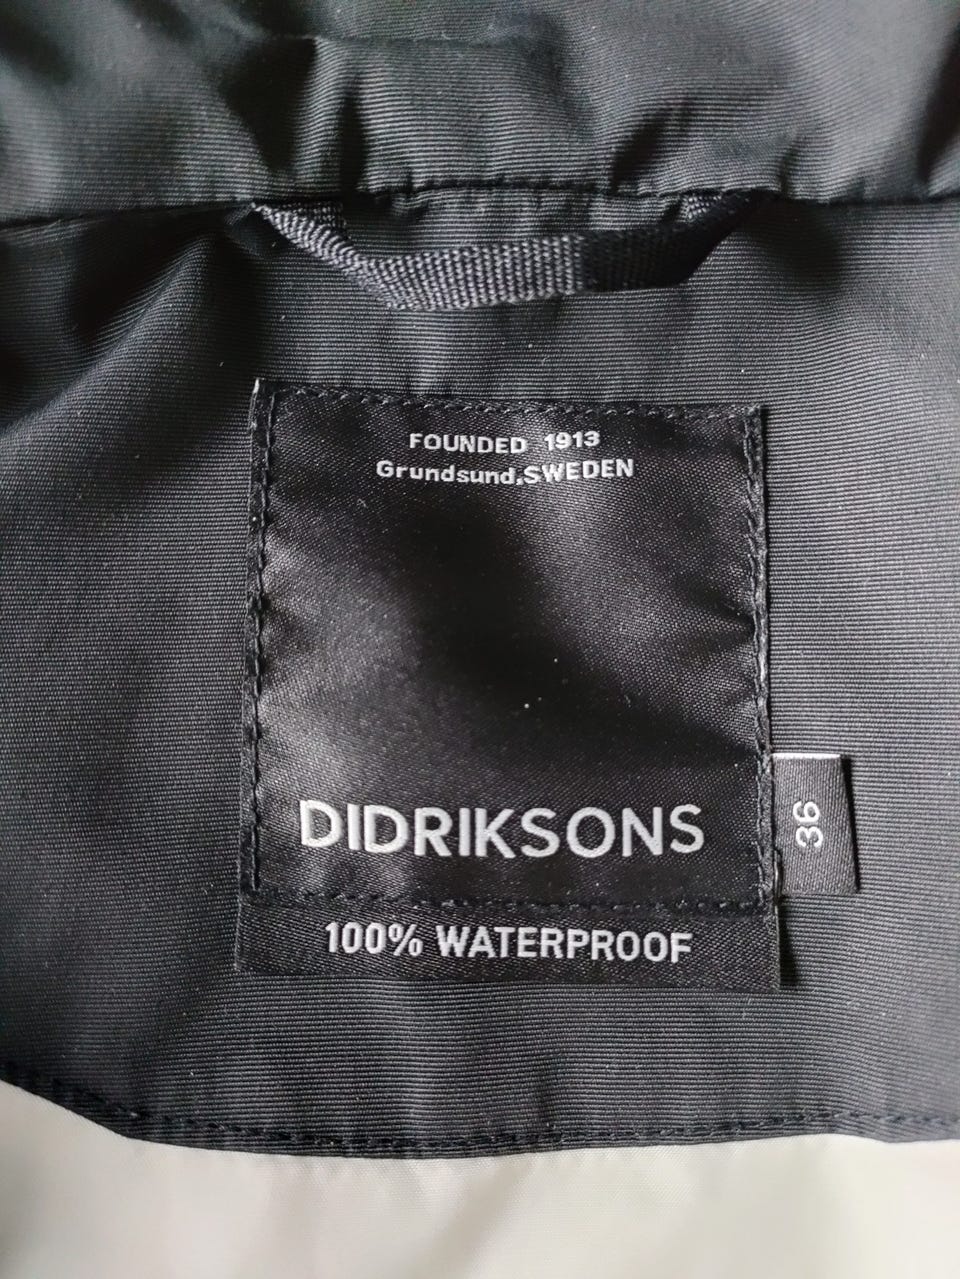 FOUNDED 1913
Grundsund,SWEDEN
DIDRIKSONS
36
100% WATERPROOF